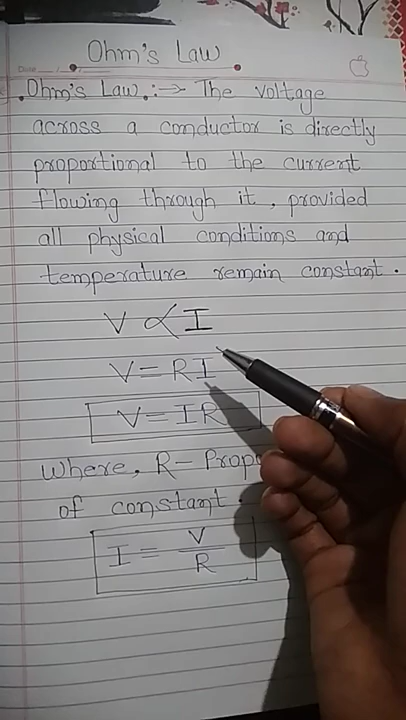 Ohm's Law
Date
Ohm's Law :-> The voltage
across a conductor is directly
proportional to the current
flowing through it, provided
all physical conditions and
temperature remain constant.
V ∝ I
V = RI
V = IR
Where, R - Prop
of constant.
I = V/R